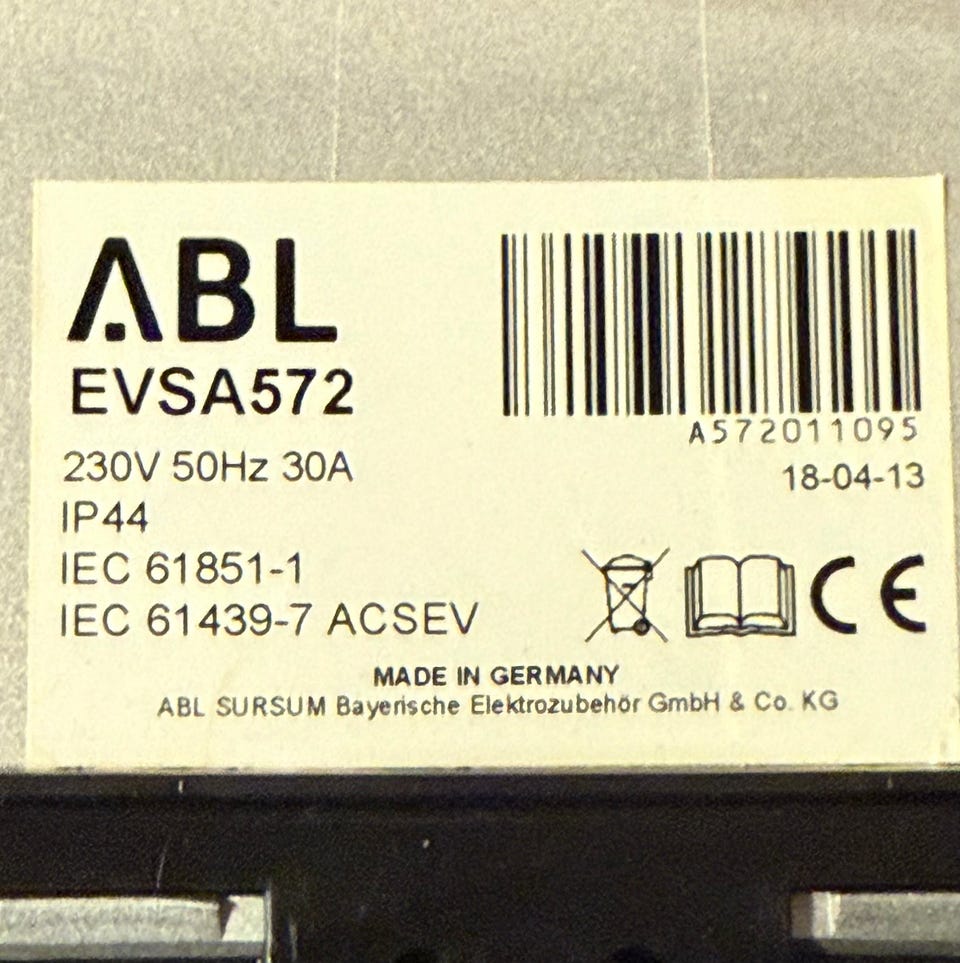 ABL
EVSA572
230V 50Hz 30A
IP44
IEC 61851-1
IEC 61439-7 ACSEV
A572011095
18-04-13
CE
MADE IN GERMANY
ABL SURSUM Bayerische Elektrozubehör GmbH & Co. KG